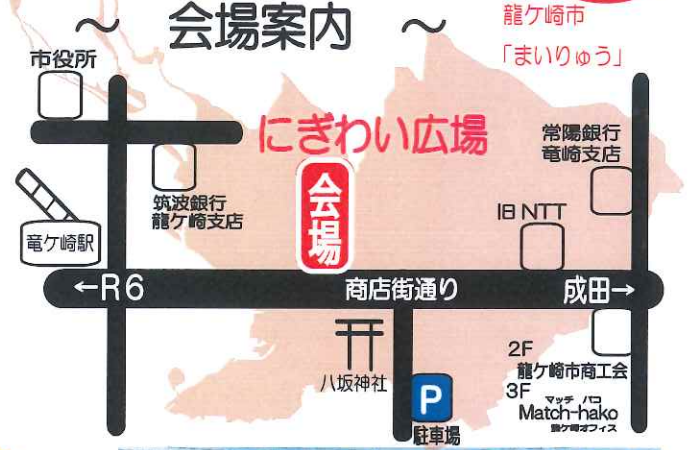 ～ 会場案内 ～
龍ケ崎市
「まいりゅう」
市役所
にぎわい広場
常陽銀行
竜崎支店
会場
筑波銀行
龍ケ崎支店
旧 NTT
竜ケ崎駅
←R6
商店街通り
成田→
八坂神社
2F
龍ケ崎市商工会
3F
マッチ バコ
Match-hako
龍ケ崎オフィス
P
駐車場